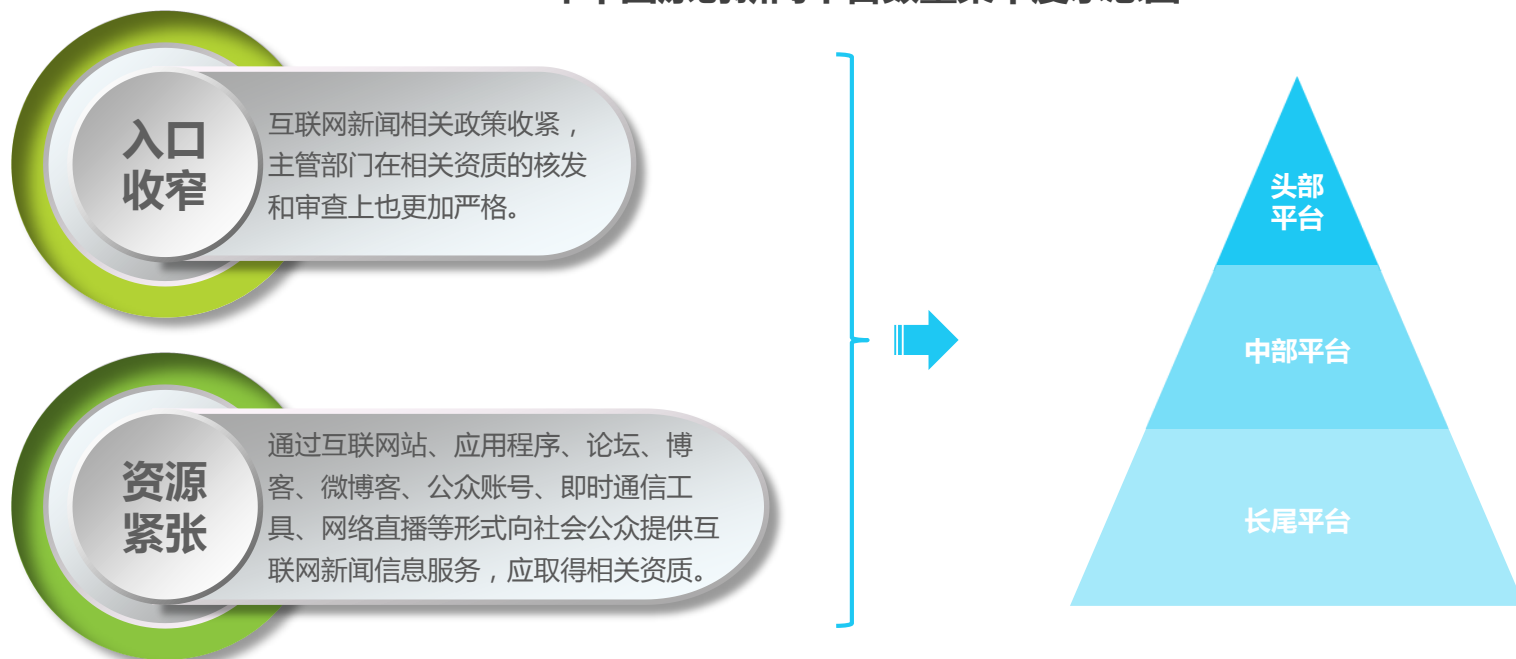 入口
收窄
互联网新闻相关政策收紧，
主管部门在相关资质的核发
和审查上也更加严格。
资源
紧张
通过互联网站、应用程序、论坛、博
客、微博客、公众账号、即时通信工
具、网络直播等形式向社会公众提供互
联网新闻信息服务，应取得相关资质。
头部
平台
中部平台
长尾平台